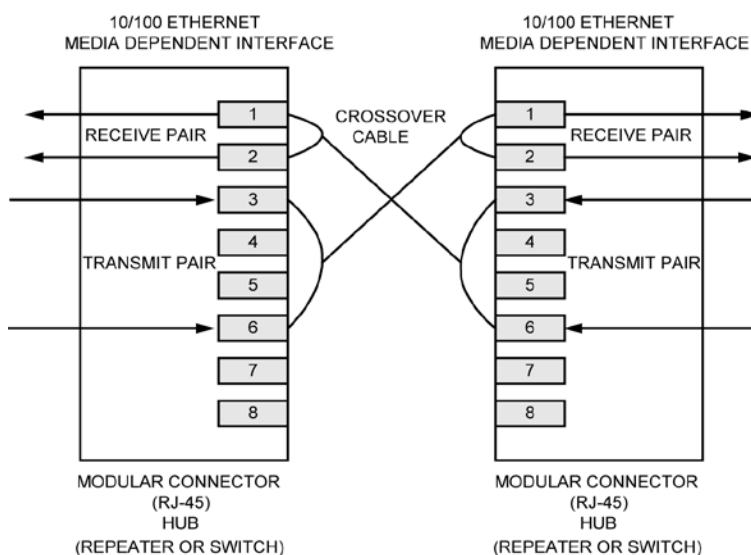 10/100 ETHERNET
MEDIA DEPENDENT INTERFACE
1
RECEIVE PAIR
2
3
4
TRANSMIT PAIR
5
6
7
8
MODULAR CONNECTOR
(RJ-45)
HUB
(REPEATER OR SWITCH)
CROSSOVER
CABLE
10/100 ETHERNET
MEDIA DEPENDENT INTERFACE
1
RECEIVE PAIR
2
3
4
TRANSMIT PAIR
5
6
7
8
MODULAR CONNECTOR
(RJ-45)
HUB
(REPEATER OR SWITCH)